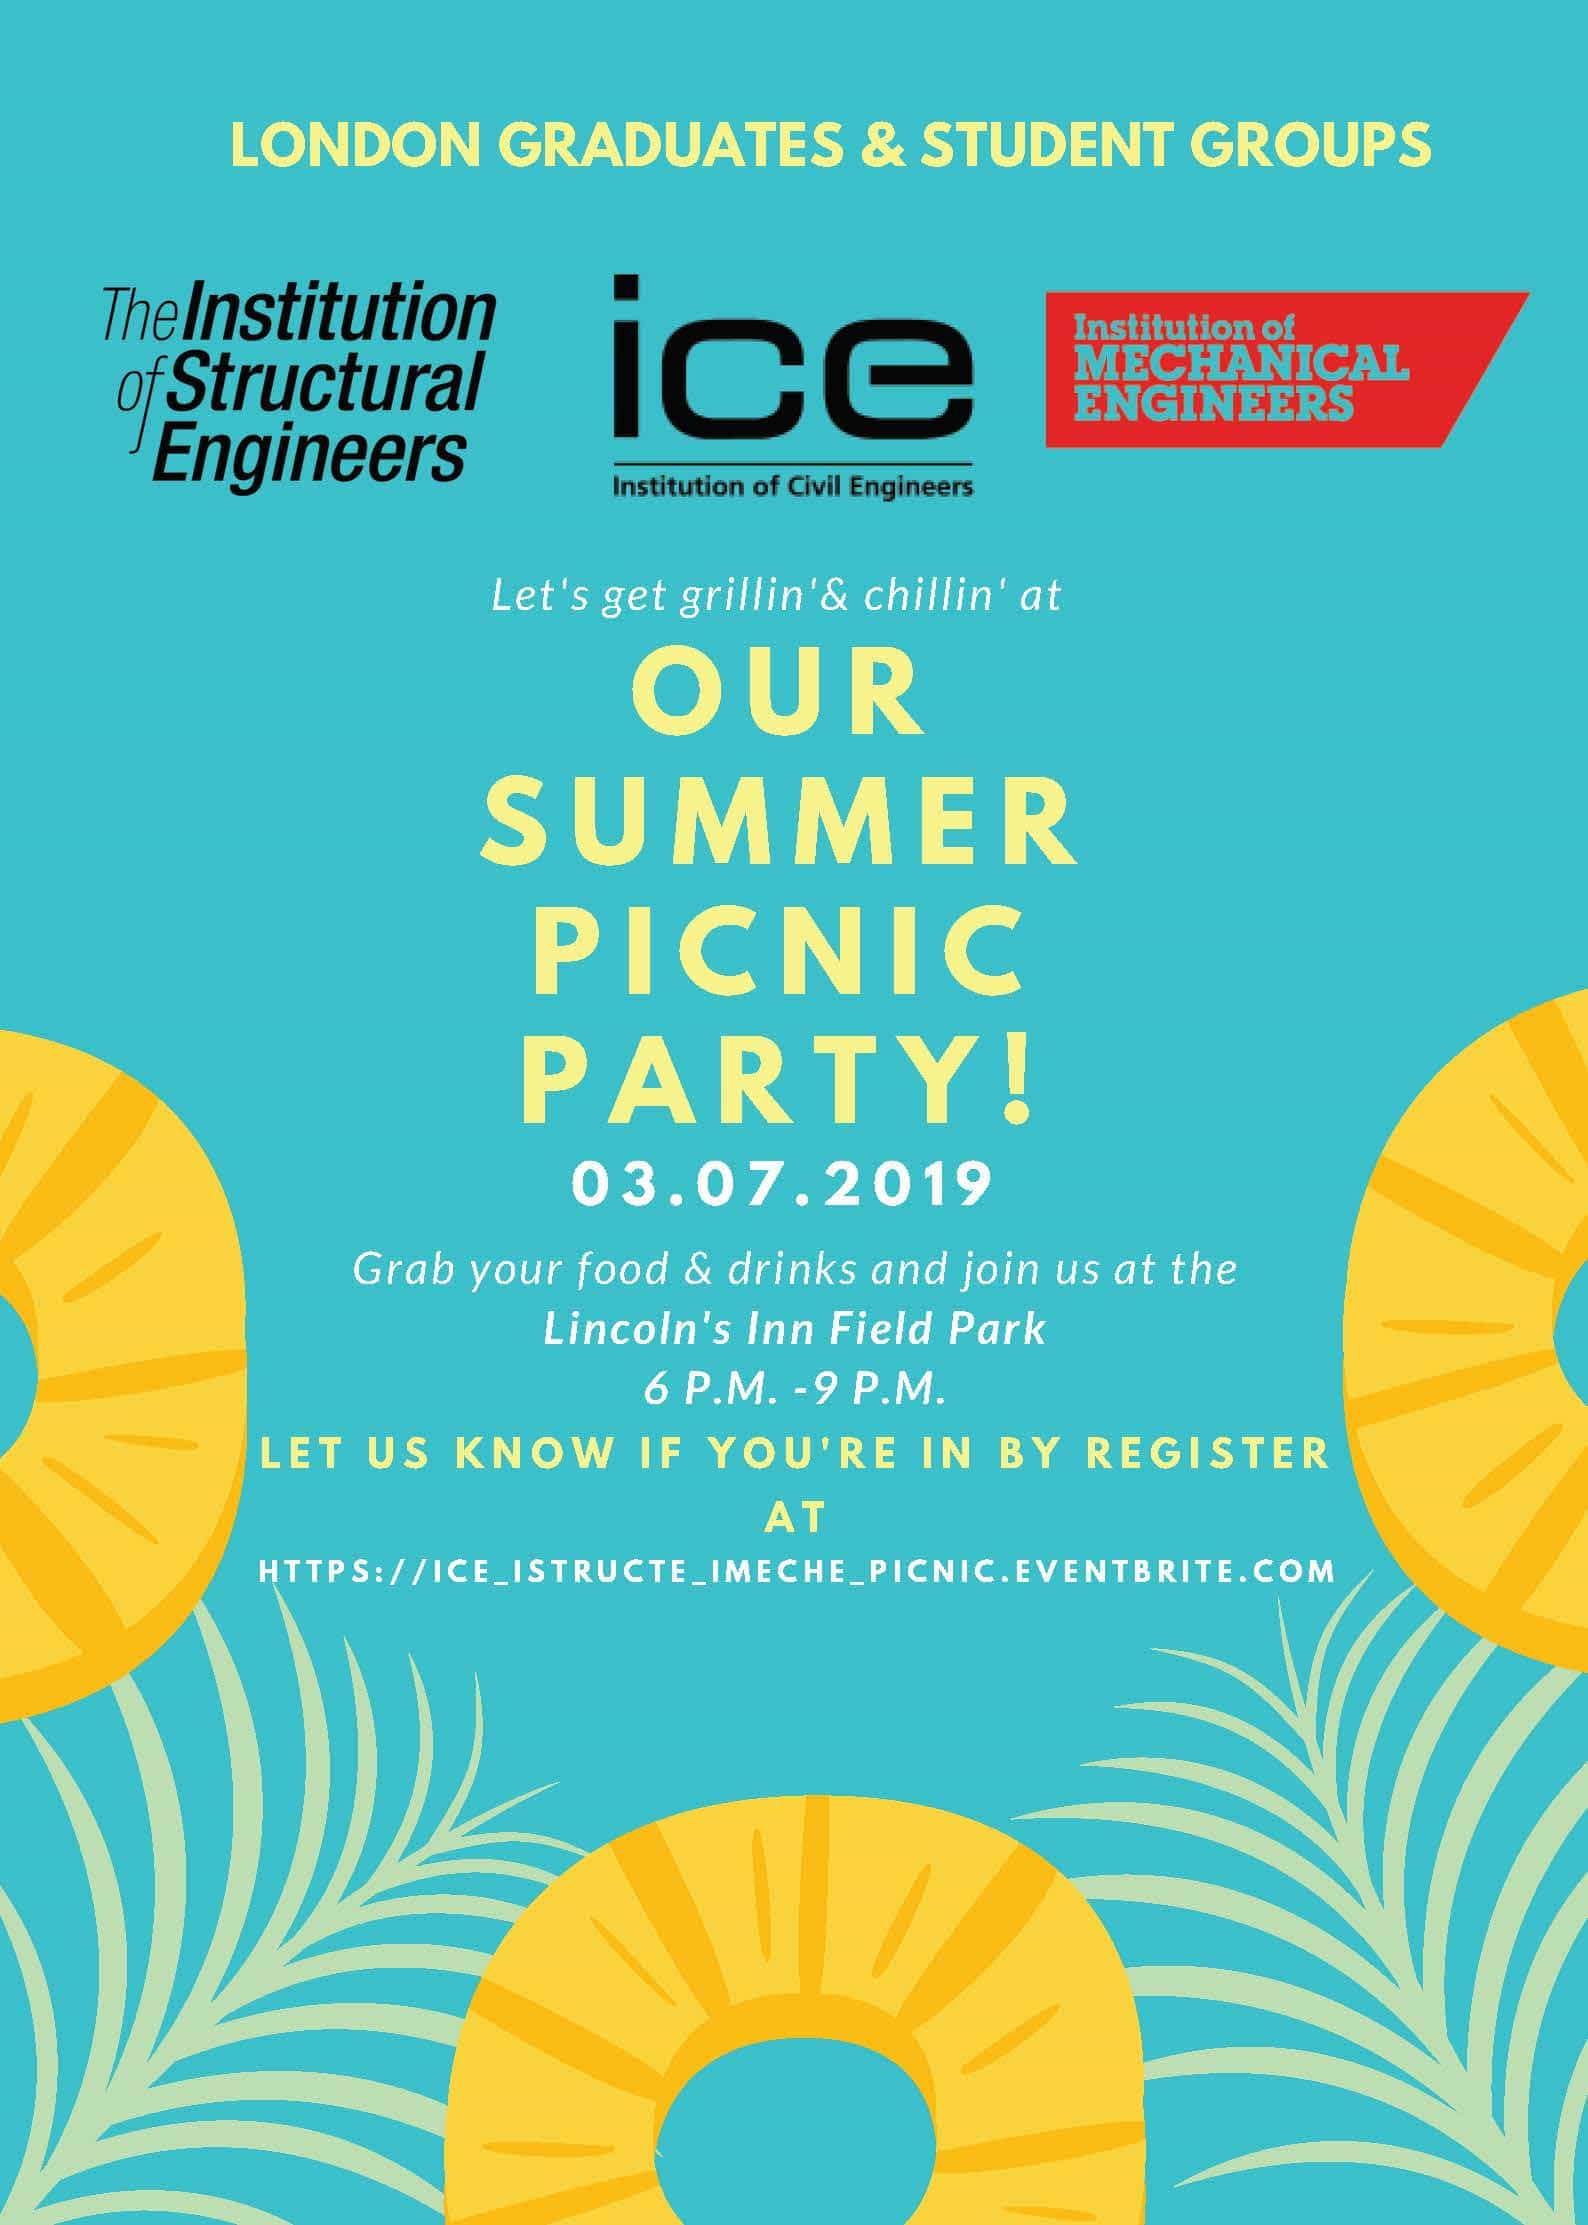 LONDON GRADUATES & STUDENT GROUPS
The Institution
of Structural
Engineers
ice
Institution of Civil Engineers
Institution of
MECHANICAL
ENGINEERS
Let's get grillin'& chillin' at
OUR
SUMMER
PICNIC
PARTY!
03.07.2019
Grab your food & drinks and join us at the
Lincoln's Inn Field Park
6 P.M. -9 P.M.
LET US KNOW IF YOU'RE IN BY REGISTER
AT
HTTPS://ICE_ISTRUCTE_IMECHE_PICNIC.EVENTBRITE.COM